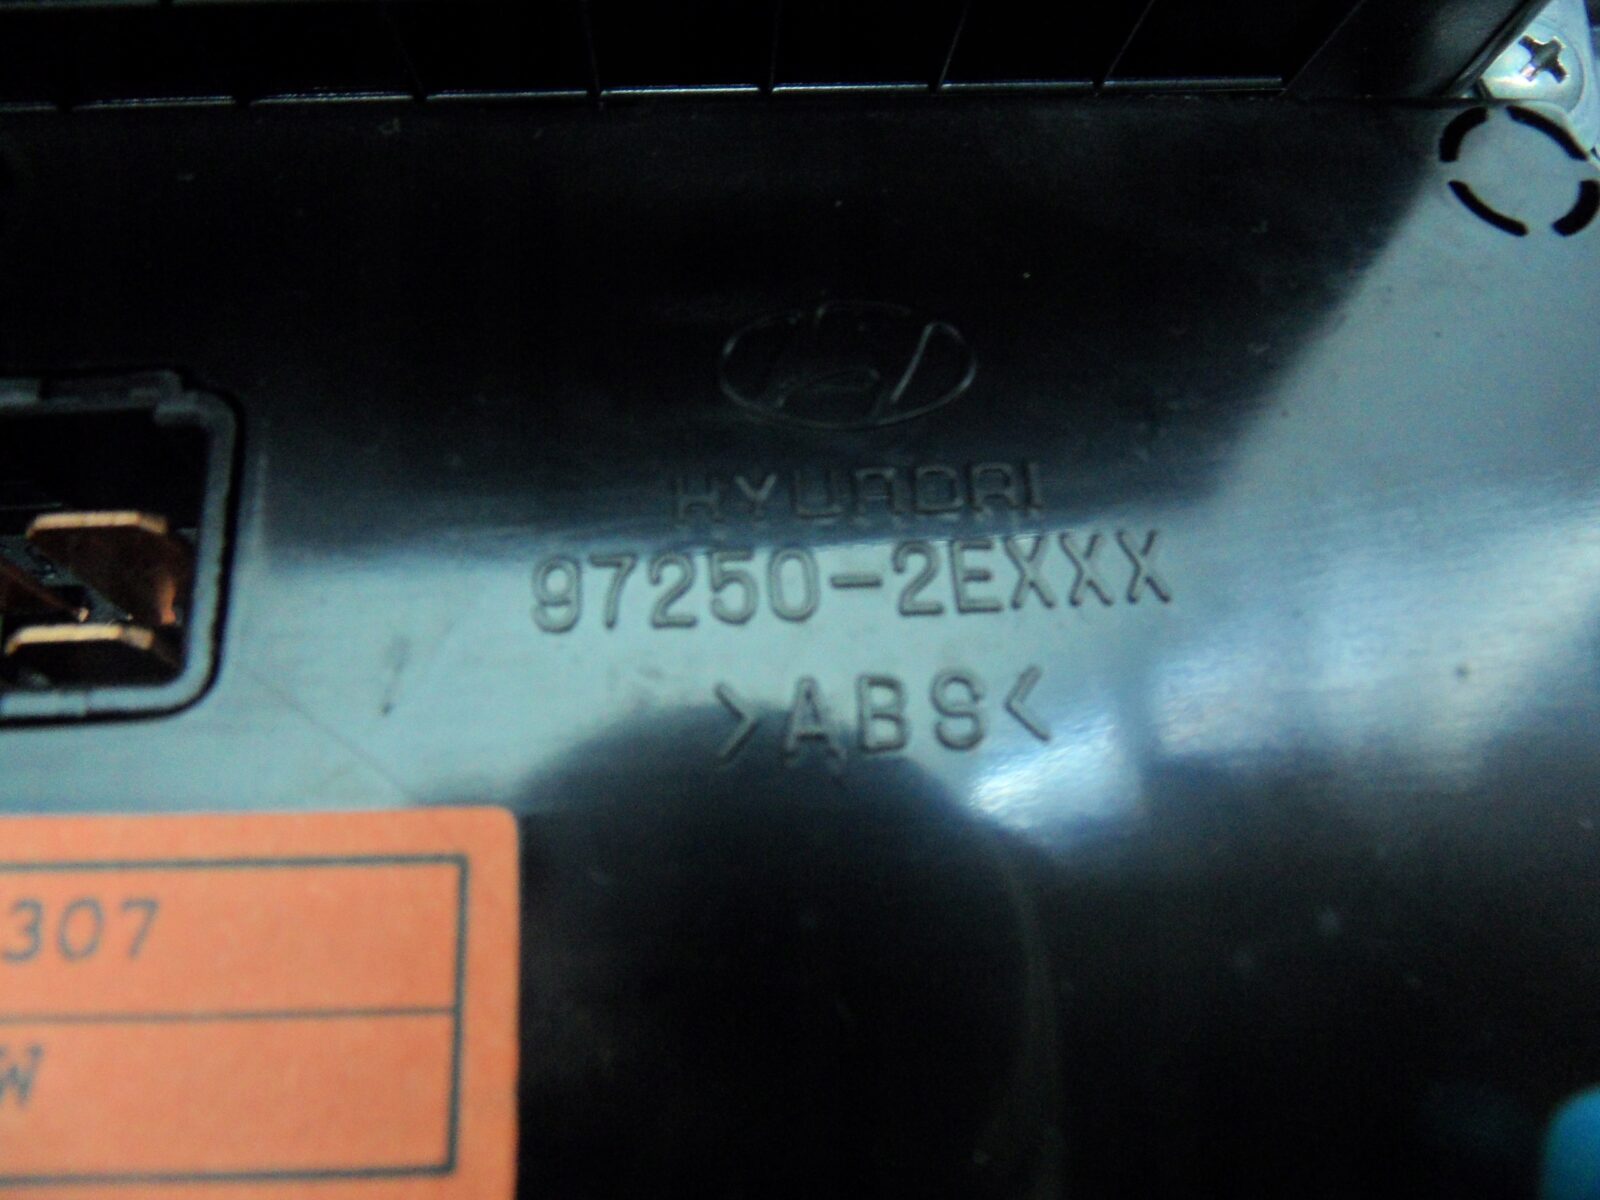 HYUNDAI
97250-2EXXX
>ABS<
307
W